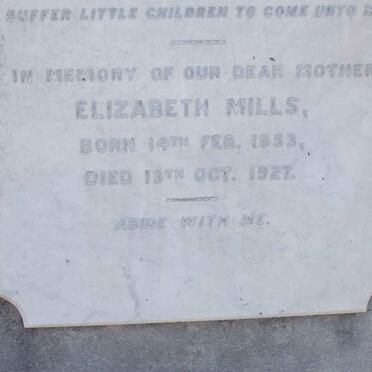 SUFFER LITTLE CHILDREN TO COME UNTO
IN MEMORY OF OUR DEAR MOTHER
ELIZABETH MILLS,
BORN 14TH FEB. 1853,
DIED 13TH OCT. 1927.
ABIDE WITH ME.